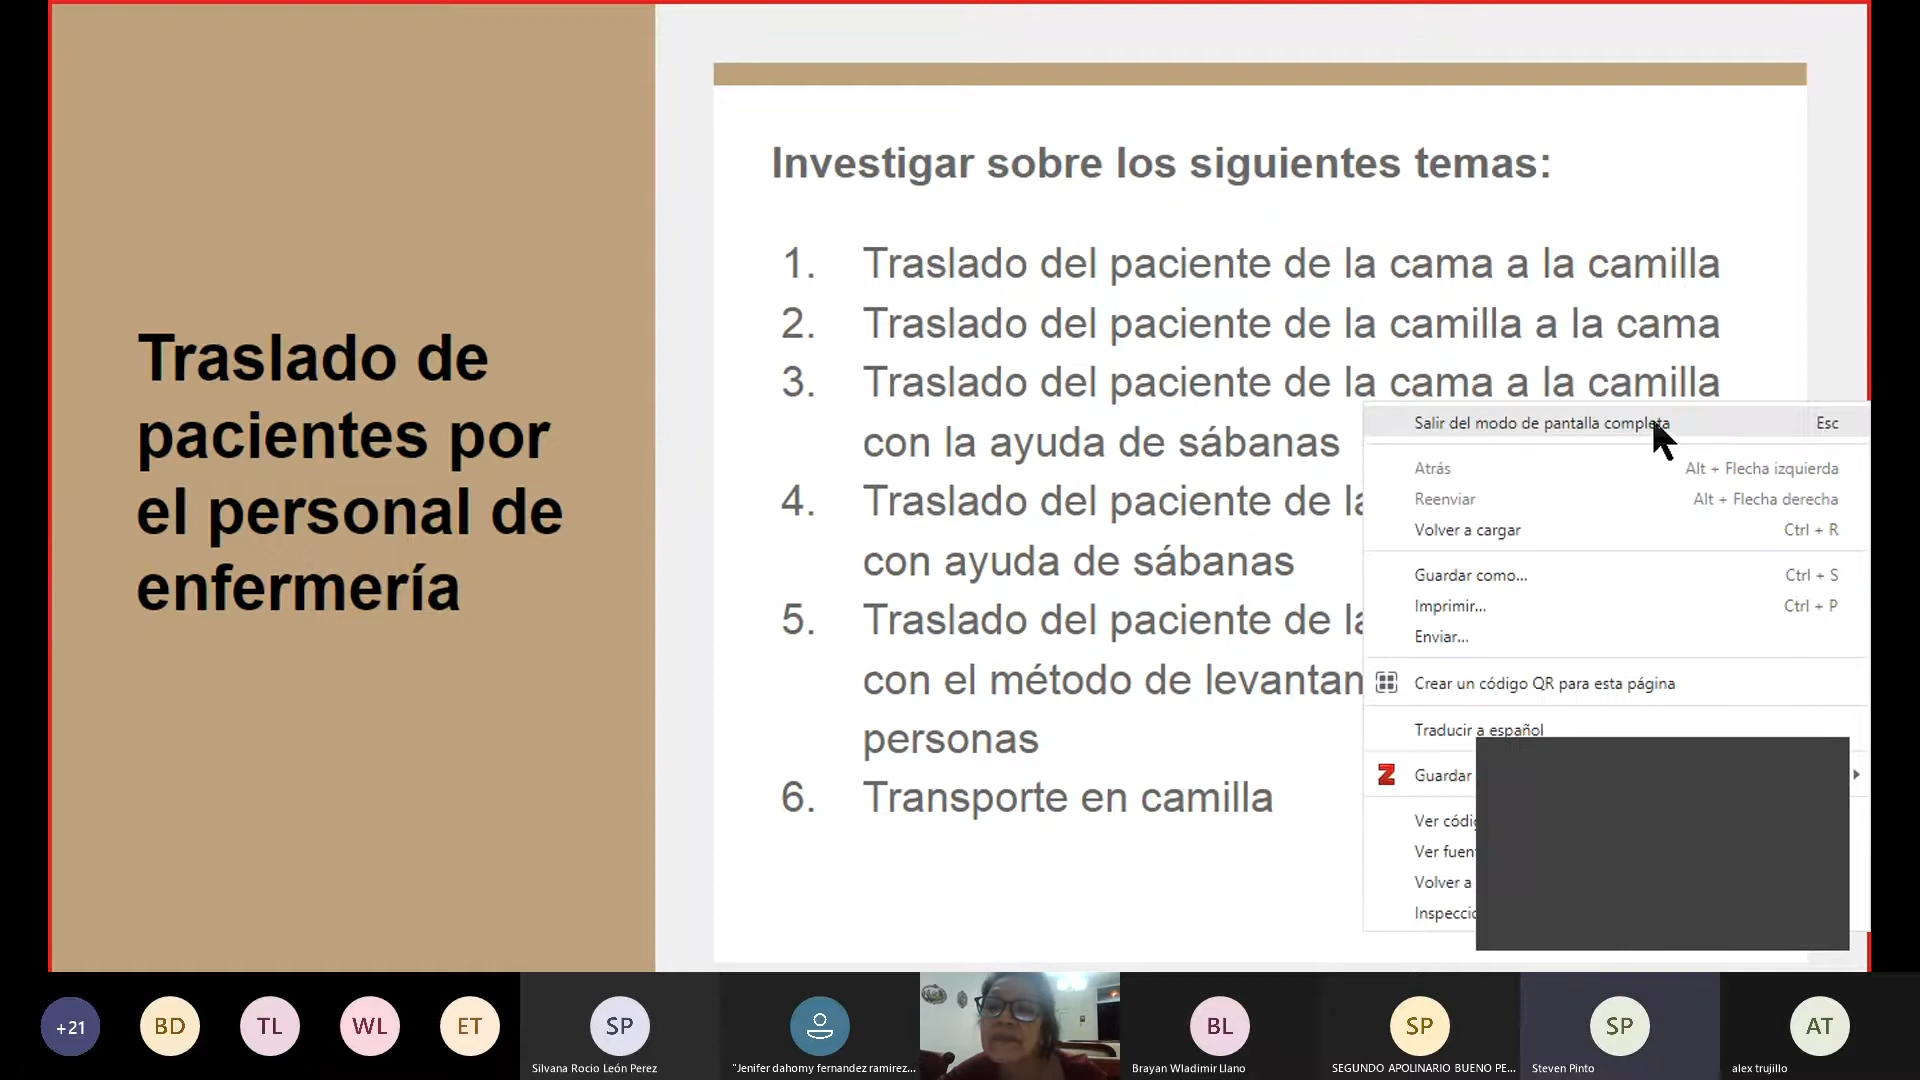 Traslado de
pacientes por
el personal de
enfermería
Investigar sobre los siguientes temas:
1. Traslado del paciente de la cama a la camilla
2. Traslado del paciente de la camilla a la cama
3. Traslado del paciente de la cama a la camilla
con la ayuda de sábanas
4. Traslado del paciente de la
con ayuda de sábanas
5. Traslado del paciente de la
con el método de
personas
6. Transporte en camilla
Salir del modo de pantalla completa Esc
Atrás Alt + Flecha izquierda
Reenviar Alt + Flecha derecha
Volver a cargar Ctrl + R
Guardar como... Ctrl + S
Imprimir... Ctrl + P
Enviar...
Crear un código QR para esta página
Traducir a español
Guardar
Ver
Ver
Volver a
+21
BD
TL
WL
ET
SP
Silvana Rocio León Perez
"Jenifer dahomy fernandez ramirez...
BL
Brayan Wladimir Llano
SP
SEGUNDO APOLINARIO BUENO PE...
SP
Steven Pinto
AT
alex trujillo